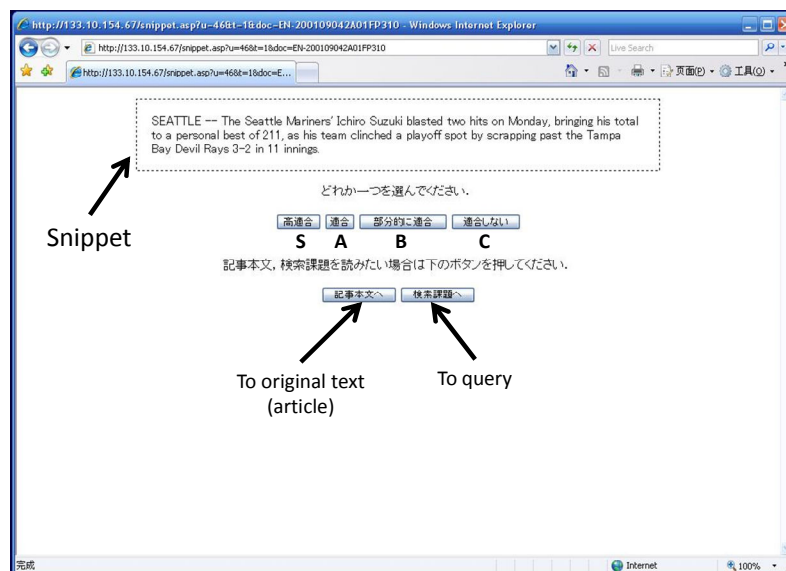 http://133.10.154.67/snippet.asp?u=46&t=1&doc=EN-200109042A01FP310 - Windows Internet Explorer
http://133.10.154.67/snippet.asp?u=46&t=1&doc=EN-200109042A01FP310
Live Search
http://133.10.154.67/snippet.asp?u=46&t=1&doc=E...
页面(P)
工具(O)
SEATTLE -- The Seattle Mariners' Ichiro Suzuki blasted two hits on Monday, bringing his total
to a personal best of 211, as his team clinched a playoff spot by scrapping past the Tampa
Bay Devil Rays 3-2 in 11 innings.
どれか一つを選んでください.
Snippet
高適合 適合 部分的に適合 適合しない
S A B C
記事本文, 検索課題を読みたい場合は下のボタンを押してください.
記事本文へ 検索課題へ
To original text
(article)
To query
完成
Internet
100%